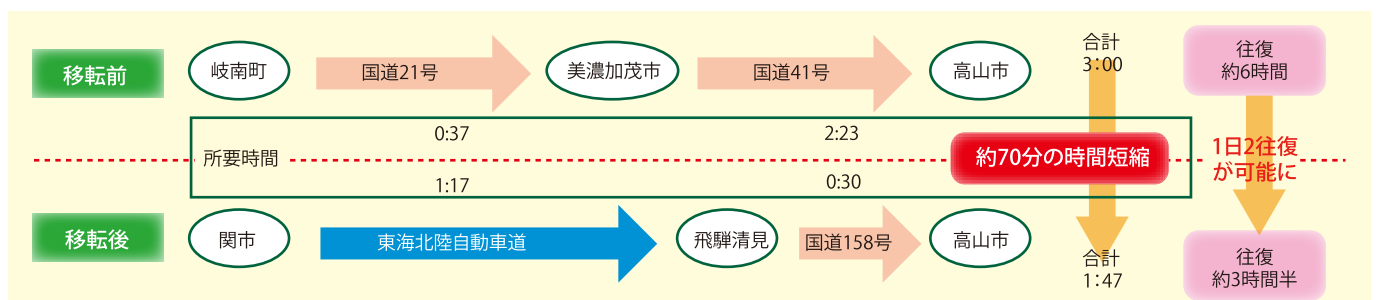 移転前
岐南町
国道21号
美濃加茂市
国道41号
高山市
合計
3:00
往復
約6時間
所要時間
0:37
2:23
1:17
0:30
約70分の時間短縮
1日2往復
が可能に
移転後
関市
東海北陸自動車道
飛騨清見
国道158号
高山市
合計
1:47
往復
約3時間半